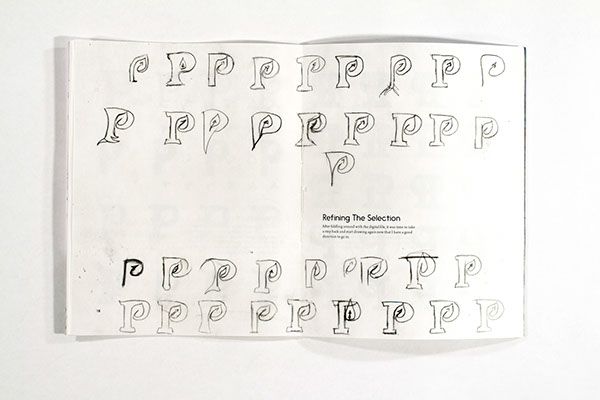 P P P P P P P P P
P P P P P P P P P
P
Refining The Selection
After fiddling around with the digital file, it was time to take
a step back and start drawing again now that I have a good
direction to go in.
P P P P P P P P P
P P P P P P P P P
18